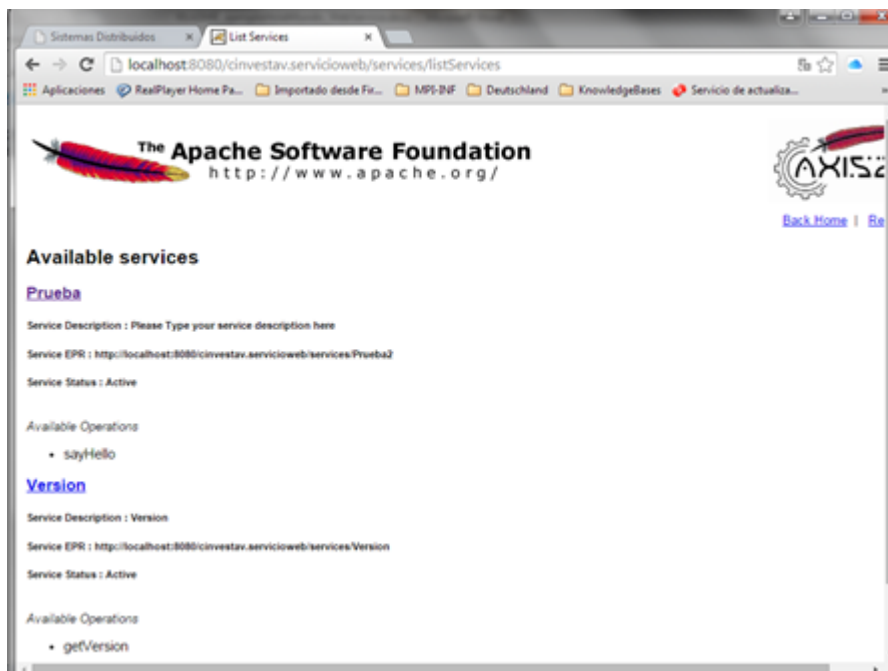 Sistemas Distribuidos
List Services
localhost:8080/cinvestav.servicioweb/services/listServices
Aplicaciones RealPlayer Home Pa... Importado desde Fir... MPI-INF Deutschland KnowledgeBases Servicio de actualiza...
The Apache Software Foundation
http://www.apache.org/
AXIS2
Back Home | Re
Available services
Prueba
Service Description : Please Type your service description here
Service EPR : http://localhost:8080/cinvestav.servicioweb/services/Prueba2
Service Status : Active
Available Operations
• sayHello
Version
Service Description : Version
Service EPR : http://localhost:8080/cinvestav.servicioweb/services/Version
Service Status : Active
Available Operations
• getVersion